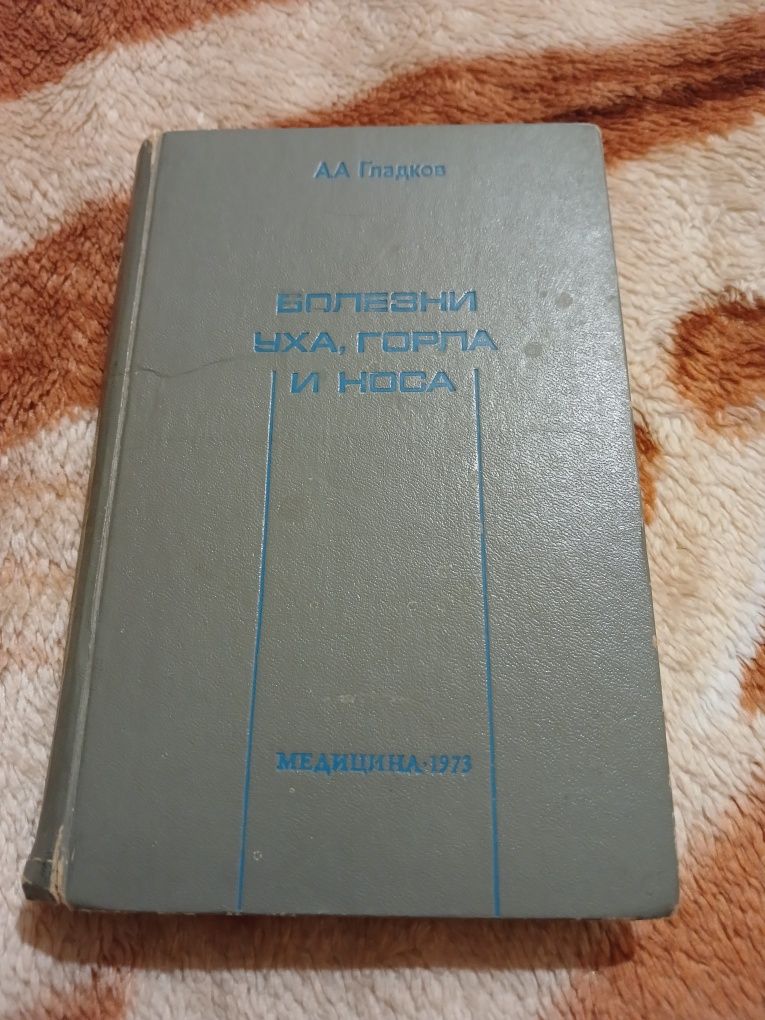 А.А Гладков
БОЛЕЗНИ
УХА, ГОРЛА
И НОСА
МЕДИЦИНА·1973